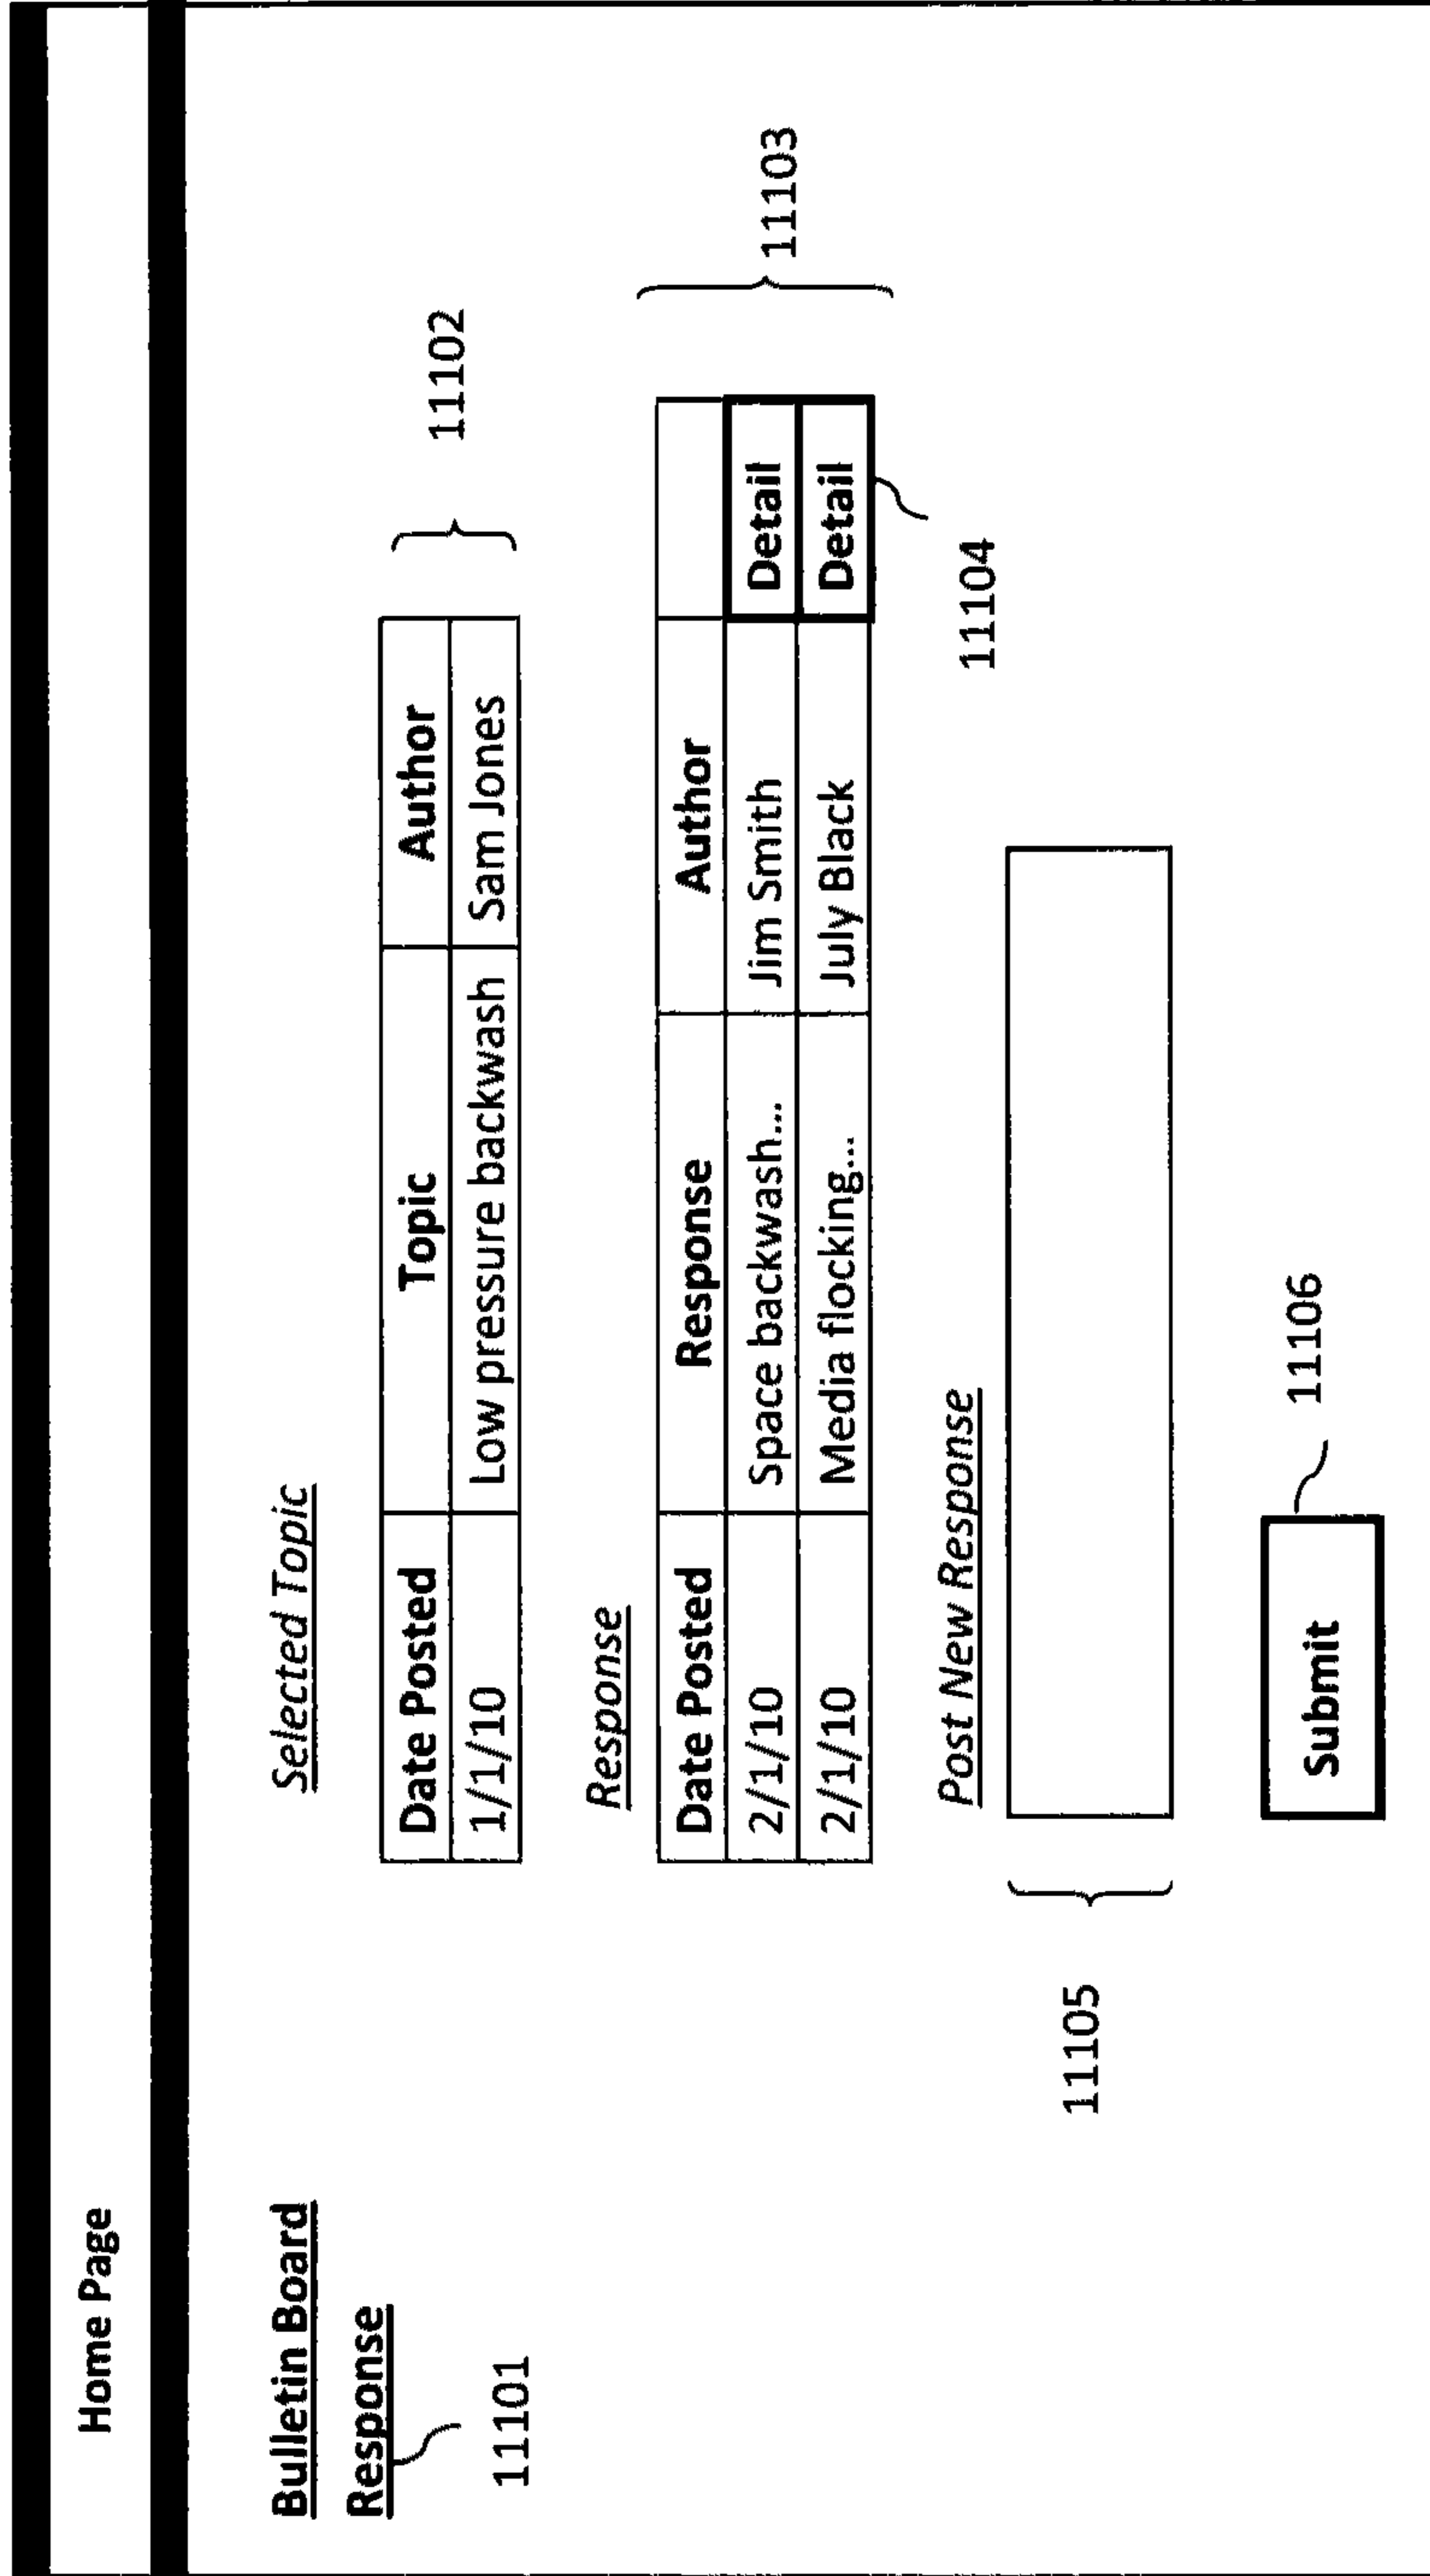 Home Page
Bulletin Board
Response
11101
Selected Topic
Date Posted Topic Author
1/1/10 Low pressure backwash Sam Jones
11102
Response
Date Posted Response Author
2/1/10 Space backwash... Jim Smith Detail
2/1/10 Media flocking... July Black Detail
11103
11104
Post New Response
11105
Submit
11106